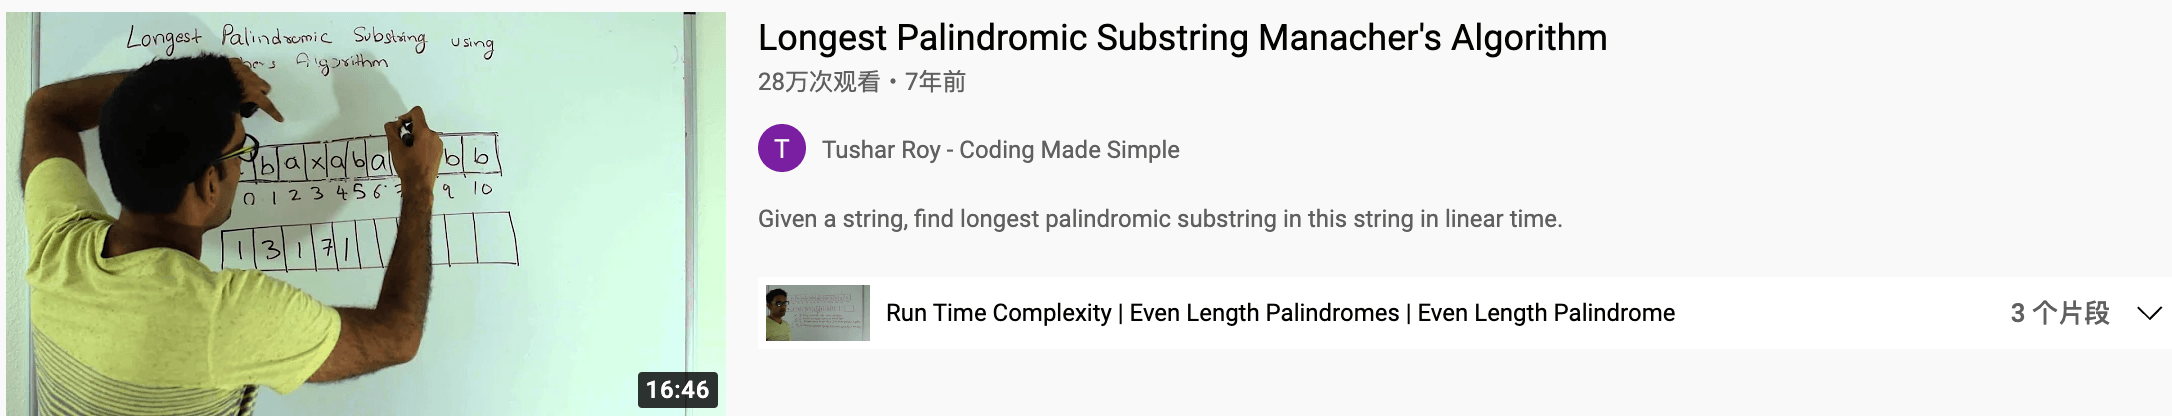 Longest Palindromic Substring using
Algorithm
b a x a b a b b
0 1 2 3 4 5 6 9 10
1 3 1 7 1
16:46
Longest Palindromic Substring Manacher's Algorithm
28万次观看・7年前
T
Tushar Roy - Coding Made Simple
Given a string, find longest palindromic substring in this string in linear time.
Run Time Complexity | Even Length Palindromes | Even Length Palindrome
3 个片段